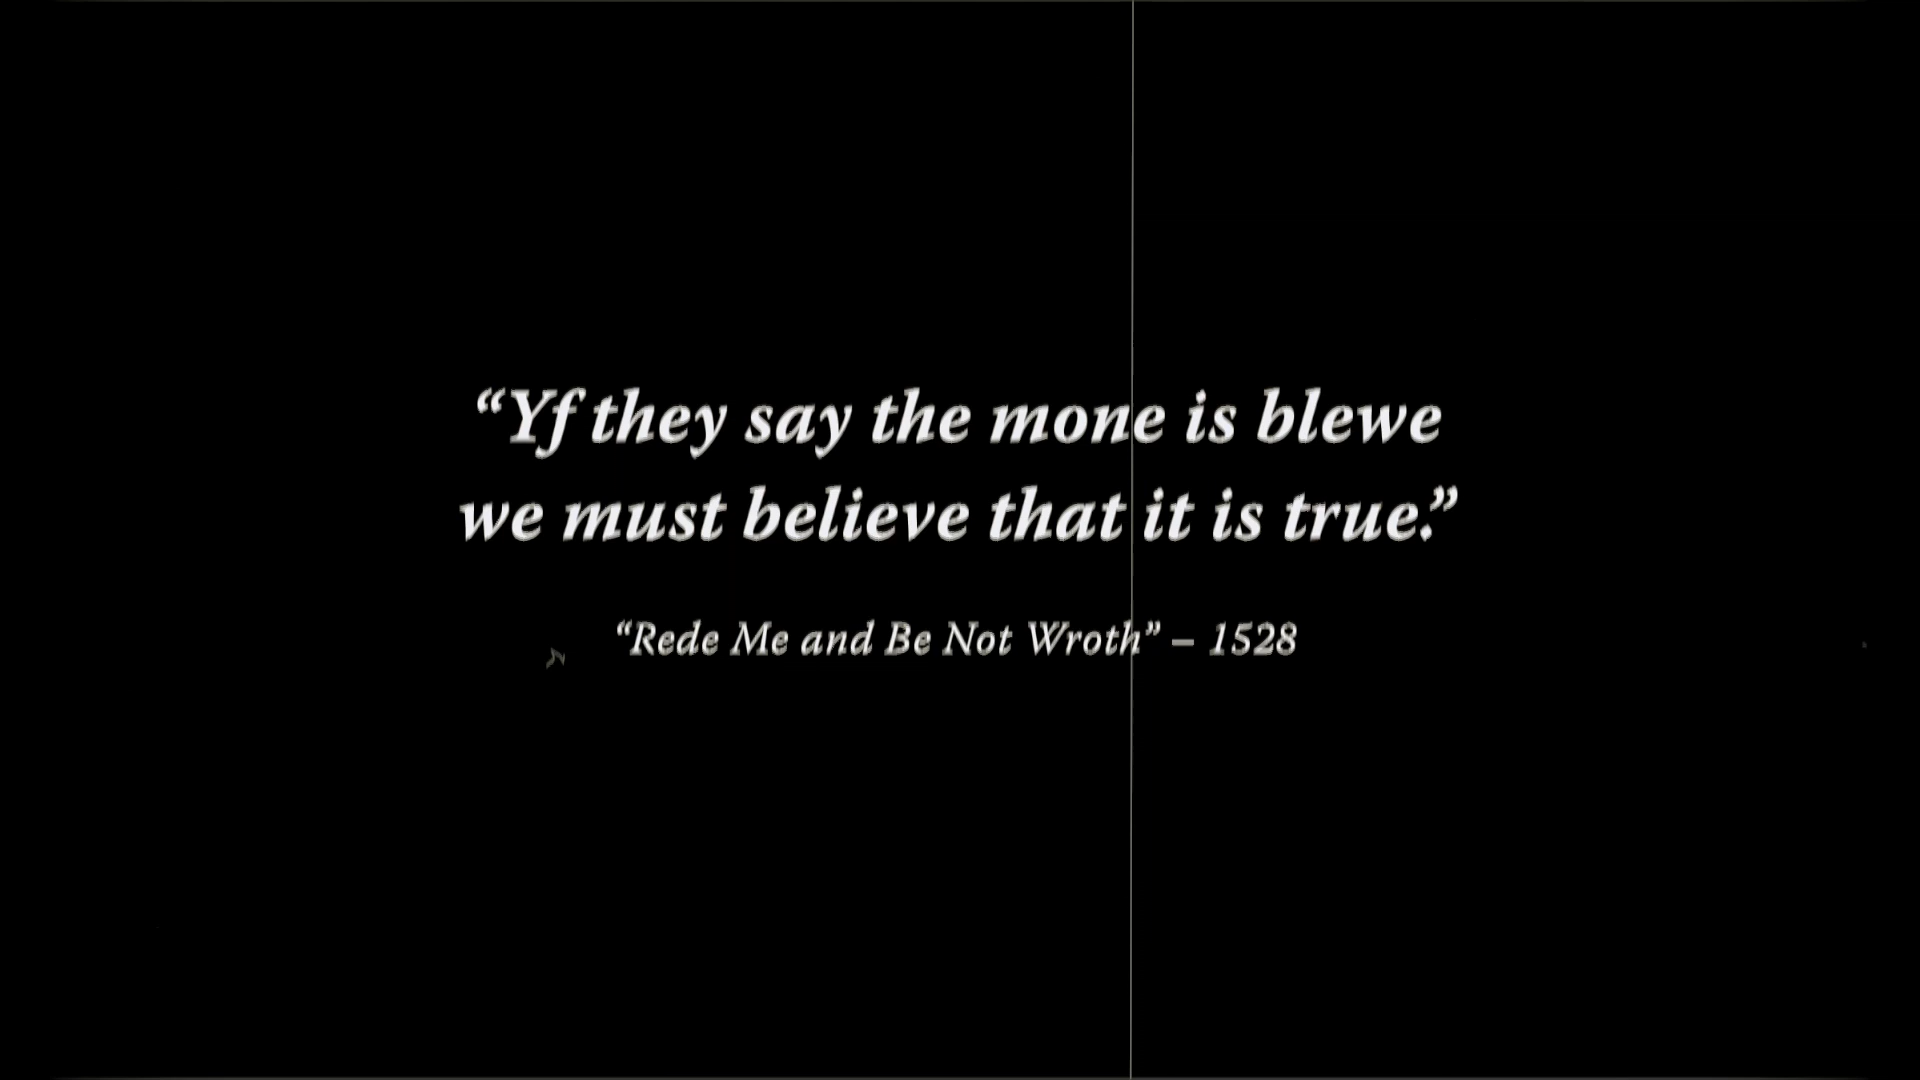 “Yf they say the mone is blewe
we must believe that it is true.”
“Rede Me and Be Not Wroth” – 1528